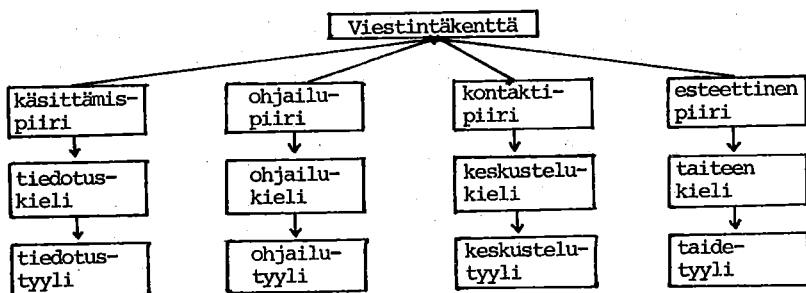 Viestintäkenttä
käsittämis-
piiri
ohjailu-
piiri
kontakti-
piiri
esteettinen
piiri
tiedotus-
kieli
ohjailu-
kieli
keskustelu-
kieli
taiteen
kieli
tiedotus-
tyyli
ohjailu-
tyyli
keskustelu-
tyyli
taide-
tyyli